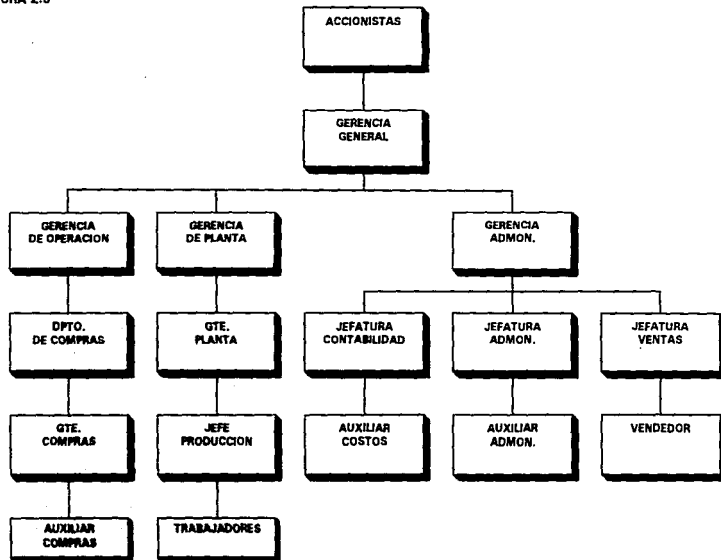 ACCIONISTAS
GERENCIA
GENERAL
GERENCIA
DE OPERACION
GERENCIA
DE PLANTA
GERENCIA
ADMON.
DPTO.
DE COMPRAS
GTE.
PLANTA
JEFATURA
CONTABILIDAD
JEFATURA
ADMON.
JEFATURA
VENTAS
GTE.
COMPRAS
JEFE
PRODUCCION
AUXILIAR
COSTOS
AUXILIAR
ADMON.
VENDEDOR
AUXILIAR
COMPRAS
TRABAJADORES